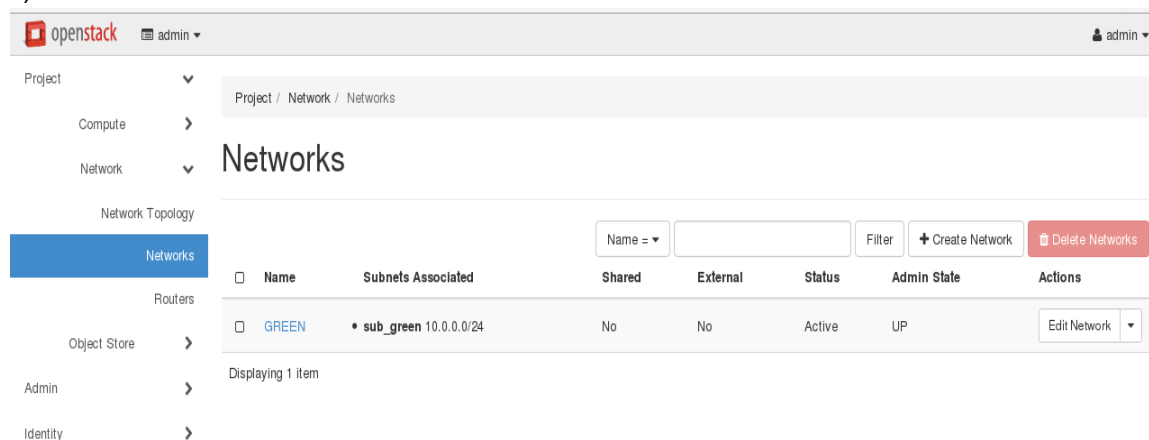 openstack admin admin
Project
Project / Network / Networks
Compute
Networks
Network
Network Topology
Name = Filter + Create Network Delete Networks
Networks
Name Subnets Associated Shared External Status Admin State Actions
Routers
GREEN • sub_green 10.0.0.0/24 No No Active UP Edit Network
Object Store
Displaying 1 item
Admin
Identity